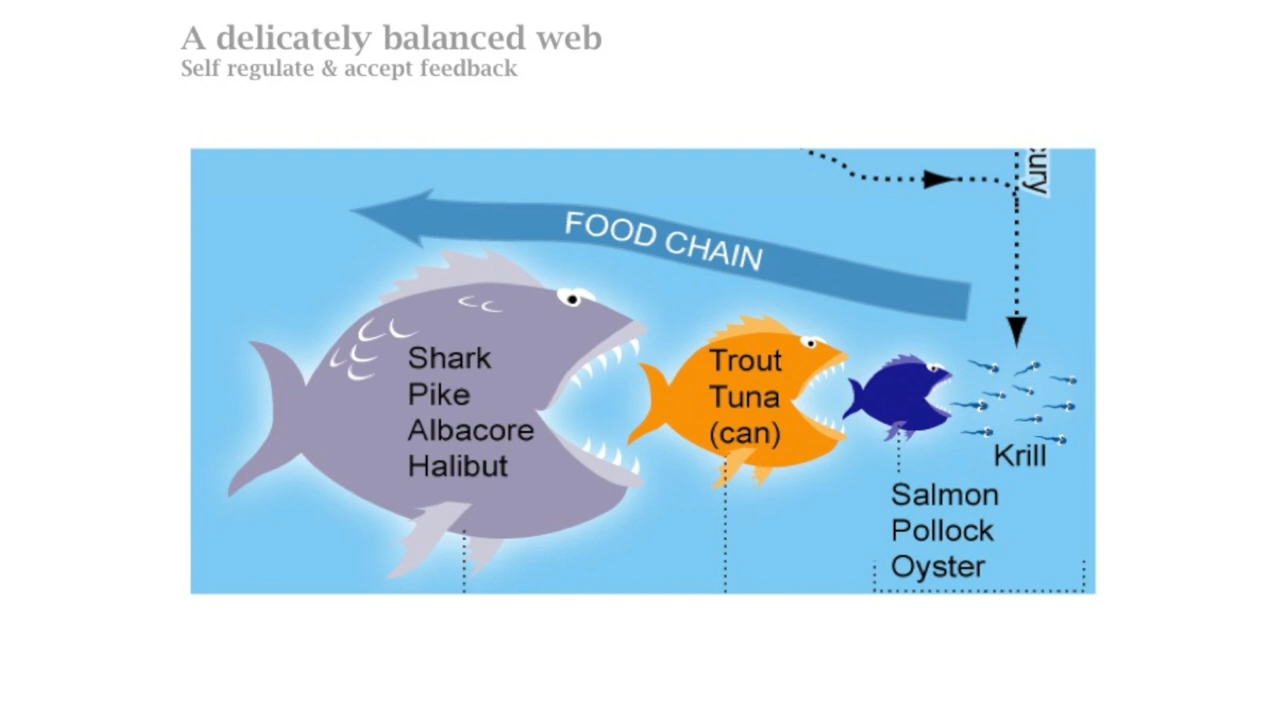 A delicately balanced web
Self regulate & accept feedback
cury
FOOD CHAIN
Shark
Pike
Albacore
Halibut
Trout
Tuna
(can)
Krill
Salmon
Pollock
Oyster